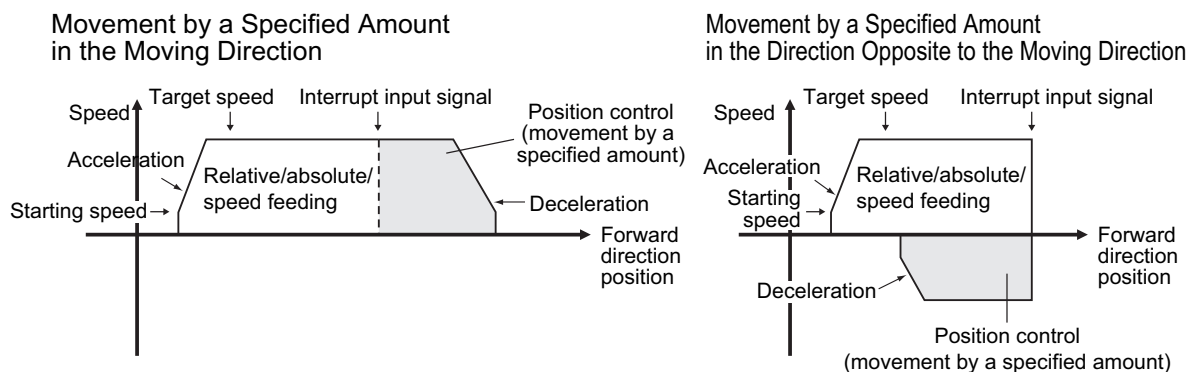 Movement by a Specified Amount
in the Moving Direction
Speed
Target speed
Interrupt input signal
Position control
(movement by a
specified amount)
Acceleration
Relative/absolute/
speed feeding
Starting speed
Deceleration
Forward
direction
position
Movement by a Specified Amount
in the Direction Opposite to the Moving Direction
Speed
Target speed
Interrupt input signal
Acceleration
Relative/absolute/
speed feeding
Starting
speed
Forward
direction
position
Deceleration
Position control
(movement by a specified amount)